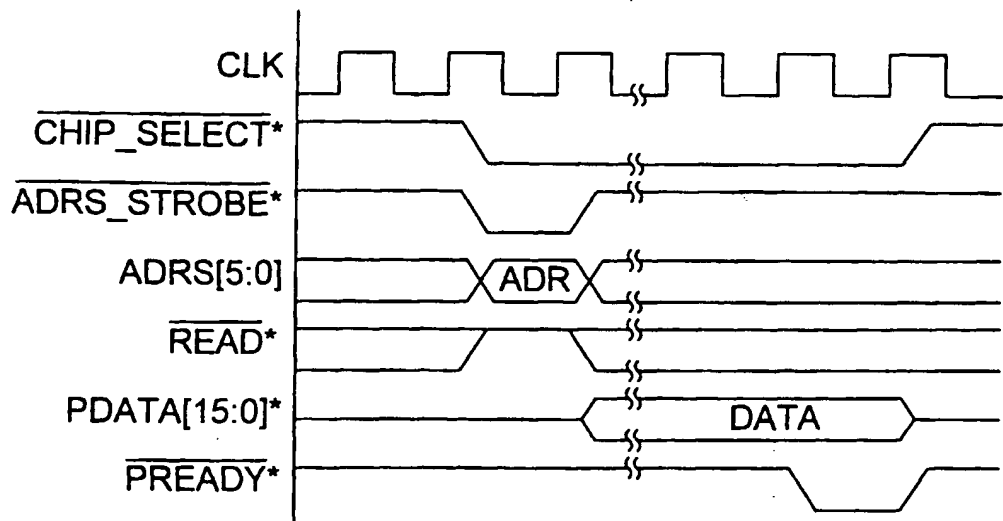 CLK
CHIP_SELECT*
ADRS_STROBE*
ADRS[5:0]
ADR
READ*
PDATA[15:0]*
DATA
PREADY*